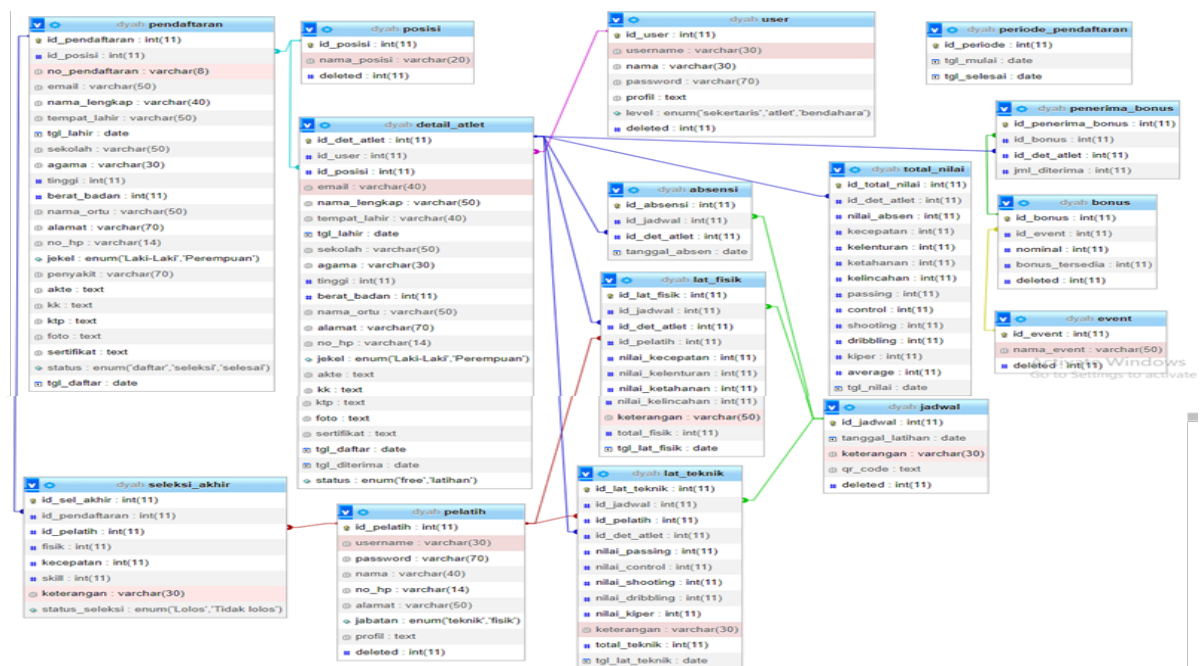 dyah pendaftaran
id_pendaftaran : int(11)
id_posisi : int(11)
no_pendaftaran : varchar(8)
email : varchar(50)
nama_lengkap : varchar(40)
tempat_lahir : varchar(50)
tgl_lahir : date
sekolah : varchar(50)
agama : varchar(30)
tinggi : int(11)
berat_badan : int(11)
nama_ortu : varchar(50)
alamat : varchar(70)
no_hp : varchar(14)
jekel : enum('Laki-Laki','Perempuan')
penyakit : varchar(70)
akte : text
kk : text
ktp : text
foto : text
sertifikat : text
status : enum('daftar','seleksi','selesai)
tgl_daftar : date
dyah posisi
id_posisi : int(11)
nama_posisi : varchar(20)
deleted : int(11)
dyah detail_atlet
id_det_atlet : int(11)
id_user : int(11)
id_posisi : int(11)
email : varchar(40)
nama_lengkap : varchar(50)
tempat_lahir : varchar(40)
tgl_lahir : date
sekolah : varchar(50)
agama : varchar(30)
tinggi : int(11)
berat_badan : int(11)
nama_ortu : varchar(50)
alamat : varchar(70)
no_hp : varchar(14)
jekel : enum('Laki-Laki','Perempuan')
akte : text
kk : text
ktp : text
foto : text
sertifikat : text
tgl_daftar : date
tgl_diterima : date
status : enum('free','latihan')
dyah user
id_user : int(11)
username : varchar(30)
nama : varchar(30)
password : varchar(70)
profil : text
level : enum('sekertaris','atlet','bendahara')
deleted : int(11)
dyah periode_pendaftaran
id_periode : int(11)
tgl_mulai : date
tgl_selesai : date
dyah penerima_bonus
id_penerima_bonus : int(11)
id_bonus : int(11)
id_det_atlet : int(11)
jml_diterima : int(11)
dyah absensi
id_absensi : int(11)
id_jadwal : int(11)
id_det_atlet : int(11)
tanggal_absen : date
dyah total_nilai
id_total_nilai : int(11)
id_det_atlet : int(11)
nilai_absen : int(11)
kecepatan : int(11)
kelenturan : int(11)
ketahanan : int(11)
kelincahan : int(11)
passing : int(11)
control : int(11)
shooting : int(11)
dribbling : int(11)
kiper : int(11)
average : int(11)
tgl_nilai : date
dyah bonus
id_bonus : int(11)
id_event : int(11)
nominal : int(11)
bonus_tersedia : int(11)
deleted : int(11)
dyah lat_fisik
id_lat_fisik : int(11)
id_jadwal : int(11)
id_det_atlet : int(11)
id_pelatih : int(11)
nilai_kecepatan : int(11)
nilai_kelenturan : int(11)
nilai_ketahanan : int(11)
nilai_kelincahan : int(11)
keterangan : varchar(50)
total_fisik : int(11)
tgl_lat_fisik : date
dyah event
id_event : int(11)
nama_event : varchar(50)
deleted : int(11)
Activate Windows
Go to Settings to activate
dyah jadwal
id_jadwal : int(11)
tanggal_latihan : date
keterangan : varchar(30)
qr_code : text
deleted : int(11)
dyah seleksi_akhir
id_sel_akhir : int(11)
id_pendaftaran : int(11)
id_pelatih : int(11)
fisik : int(11)
kecepatan : int(11)
skill : int(11)
keterangan : varchar(30)
status_seleksi : enum('Lolos','Tidak lolos')
dyah pelatih
id_pelatih : int(11)
username : varchar(30)
password : varchar(70)
nama : varchar(40)
no_hp : varchar(14)
alamat : varchar(50)
jabatan : enum('teknik','fisik')
profil : text
deleted : int(11)
dyah lat_teknik
id_lat_teknik : int(11)
id_jadwal : int(11)
id_pelatih : int(11)
id_det_atlet : int(11)
nilai_passing : int(11)
nilai_control : int(11)
nilai_shooting : int(11)
nilai_dribbling : int(11)
nilai_kiper : int(11)
keterangan : varchar(30)
total_teknik : int(11)
tgl_lat_teknik : date